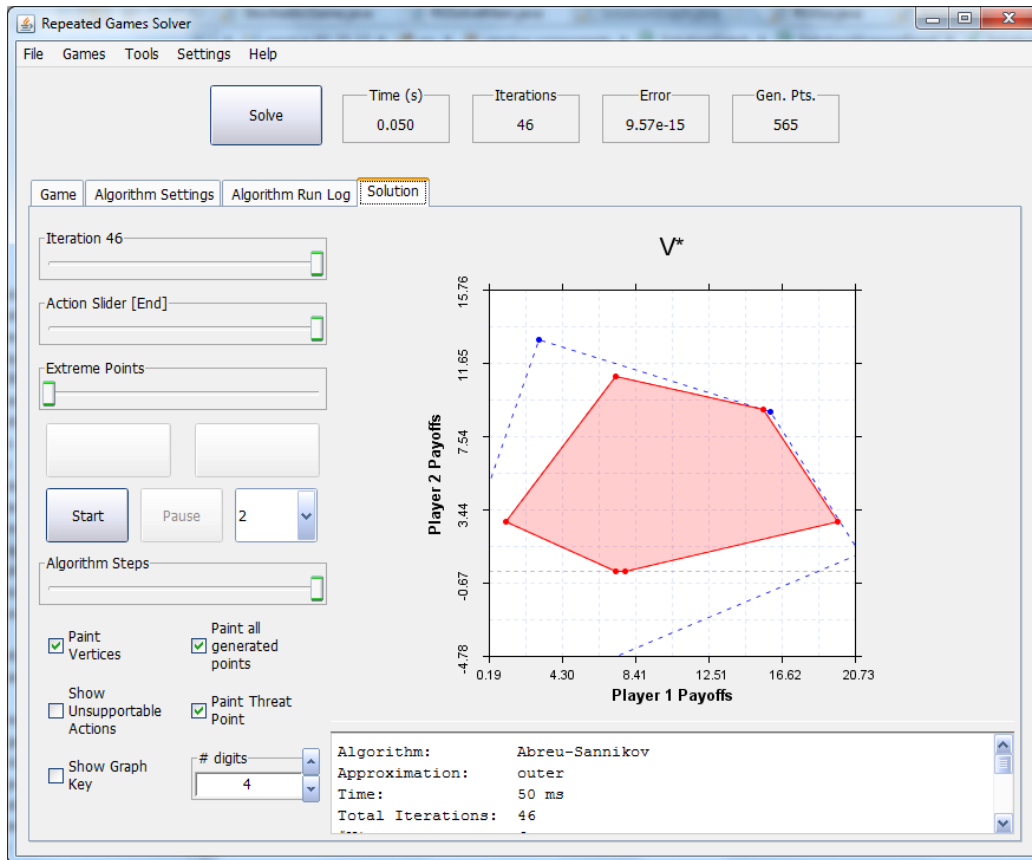 Repeated Games Solver
File Games Tools Settings Help
Solve
Time (s)
0.050
Iterations
46
Error
9.57e-15
Gen. Pts.
565
Game
Algorithm Settings
Algorithm Run Log
Solution
Iteration 46
Action Slider [End]
Extreme Points
Start
Pause
2
Algorithm Steps
Paint
Vertices
Paint all
generated
points
Show
Unsupportable
Actions
Paint Threat
Point
Show Graph
Key
# digits
4
V*
Player 2 Payoffs
15.76
11.65
7.54
3.44
-0.67
-4.78
0.19 4.30 8.41 12.51 16.62 20.73
Player 1 Payoffs
Algorithm: Abreu-Sannikov
Approximation: outer
Time: 50 ms
Total Iterations: 46